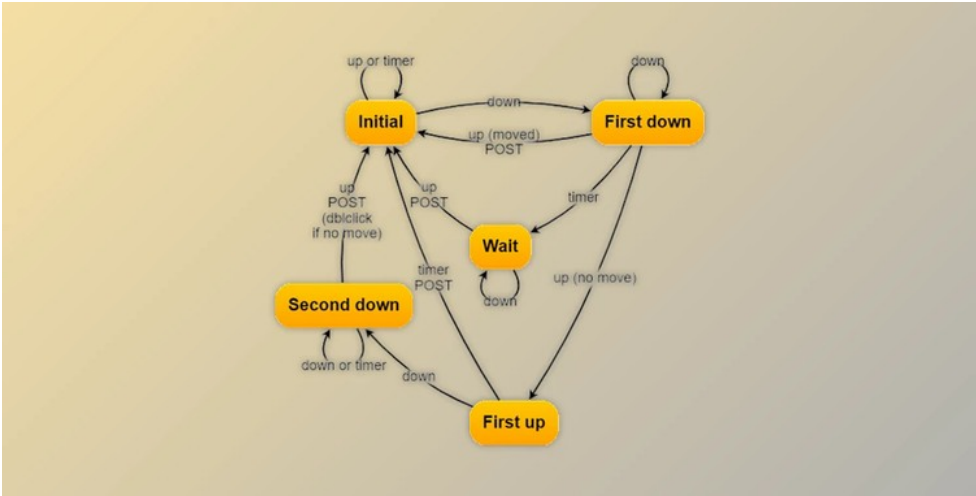 up or timer
down
Initial
down
First down
up (moved)
POST
up
POST
(dblclick
if no move)
up
POST
timer
Wait
timer
POST
up (no move)
down
Second down
down or timer
down
First up